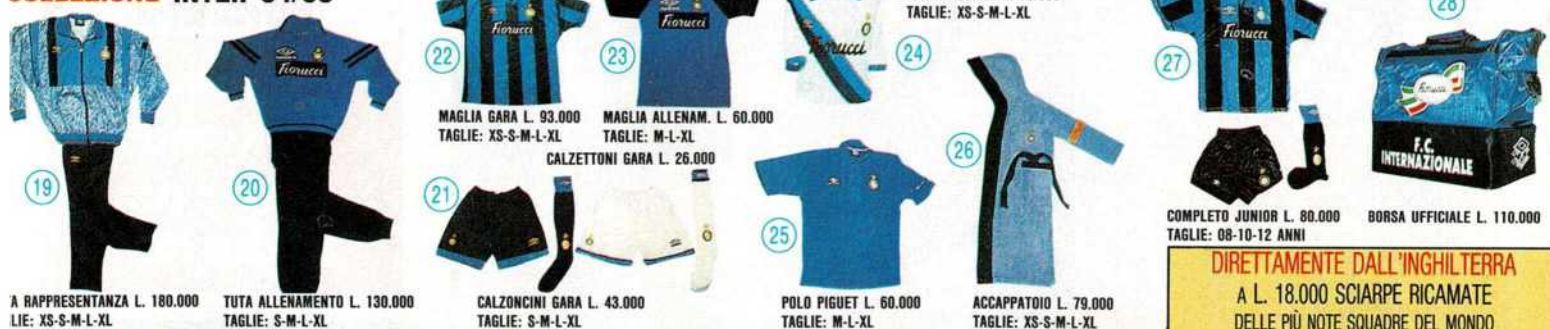 INTER
TAGLIE: XS-S-M-L-XL
28
22
23
24
27
Fiorucci
Fiorucci
Fiorucci
Fiorucci
Fiorucci
Fiorucci
MAGLIA GARA L. 93.000
TAGLIE: XS-S-M-L-XL
MAGLIA ALLENAM. L. 60.000
TAGLIE: M-L-XL
CALZETTONI GARA L. 26.000
19
20
21
25
26
F.C.
INTERNAZIONALE
RAPPRESENTANZA L. 180.000
LIE: XS-S-M-L-XL
TUTA ALLENAMENTO L. 130.000
TAGLIE: S-M-L-XL
CALZONCINI GARA L. 43.000
TAGLIE: S-M-L-XL
POLO PIGUET L. 60.000
TAGLIE: M-L-XL
ACCAPPATOIO L. 79.000
TAGLIE: XS-S-M-L-XL
COMPLETO JUNIOR L. 80.000
TAGLIE: 08-10-12 ANNI
BORSA UFFICIALE L. 110.000
DIRETTAMENTE DALL'INGHILTERRA
A L. 18.000 SCIARPE RICAMATE
DELLE PIÙ NOTE SQUADRE DEL MONDO